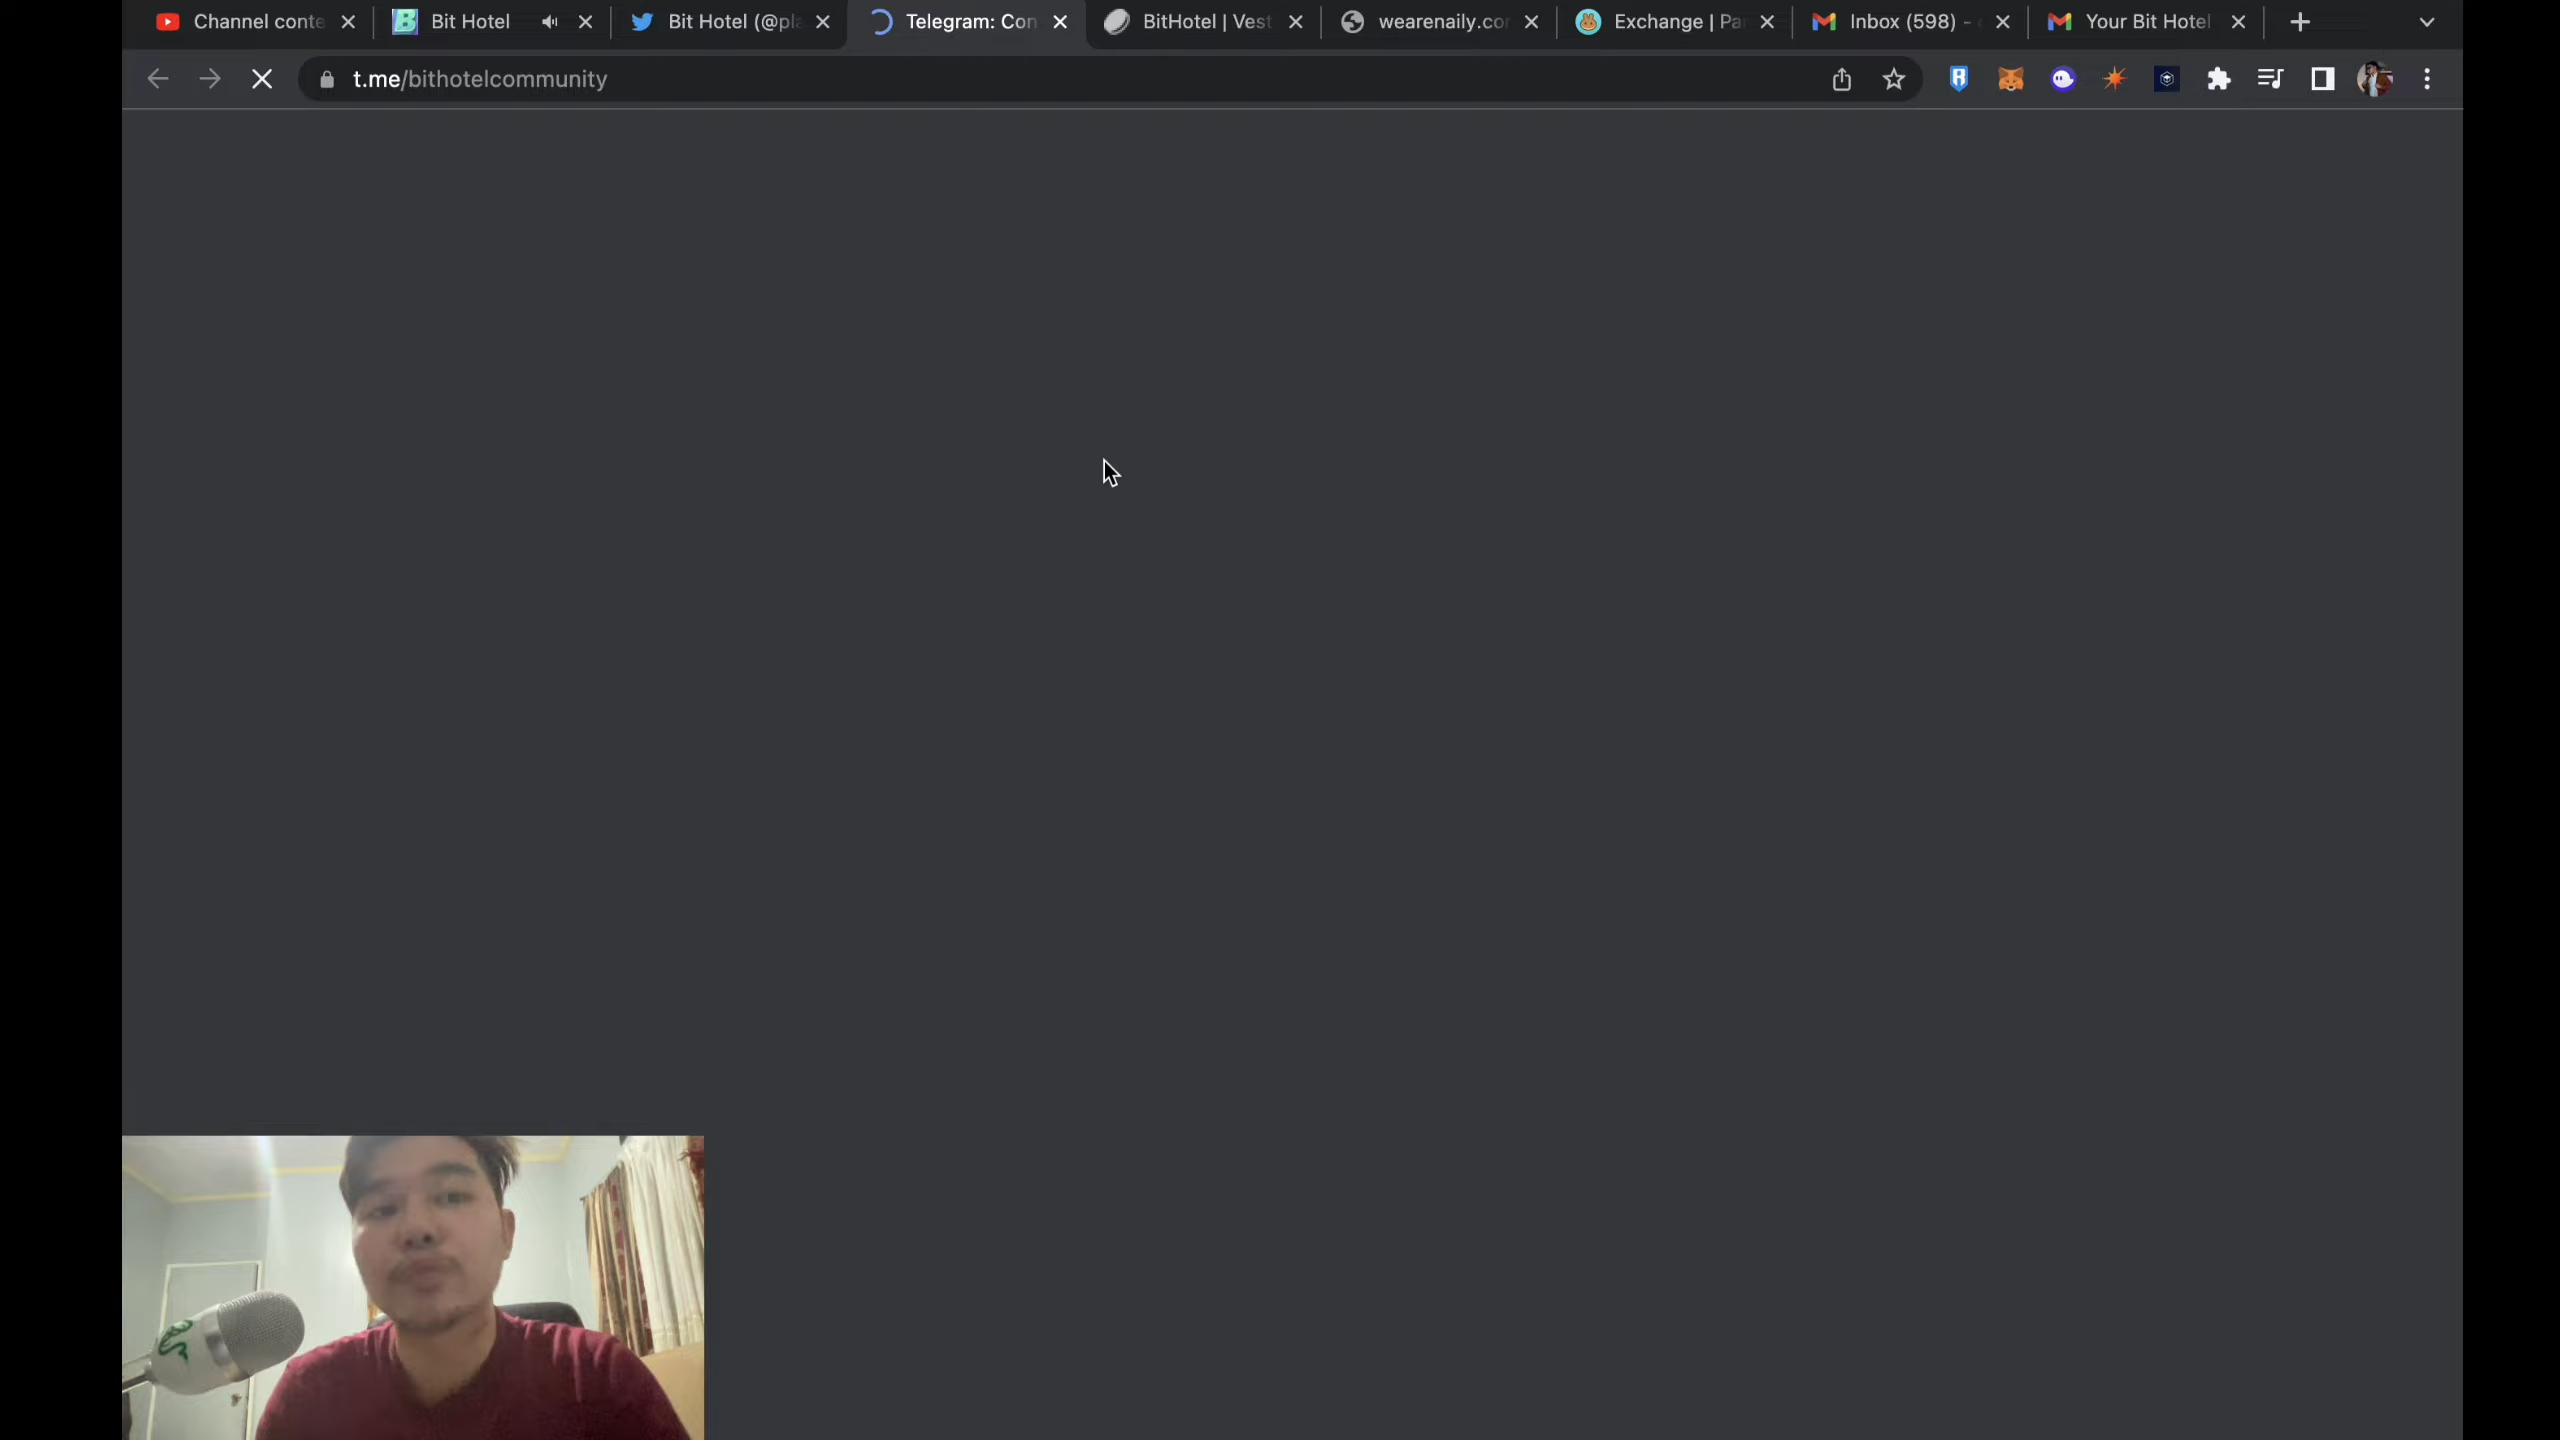 Channel conte
Bit Hotel
Bit Hotel (@pla
Telegram: Con
BitHotel | Vest
wearenaily.co
Exchange | Pa
Inbox (598) -
Your Bit Hotel
t.me/bithotelcommunity